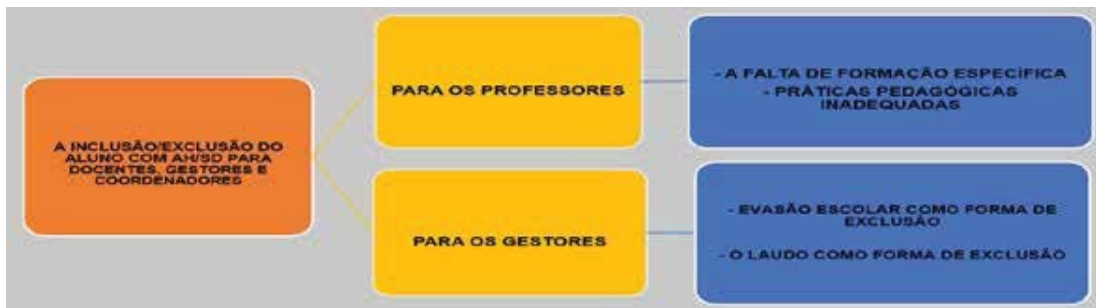 A INCLUSÃO/EXCLUSÃO DO
ALUNO COM AH/SD PARA
DOCENTES, GESTORES E
COORDENADORES
PARA OS PROFESSORES
- A FALTA DE FORMAÇÃO ESPECÍFICA
- PRÁTICAS PEDAGÓGICAS
INADEQUADAS
PARA OS GESTORES
- EVASÃO ESCOLAR COMO FORMA DE
EXCLUSÃO
- O LAUDO COMO FORMA DE EXCLUSÃO